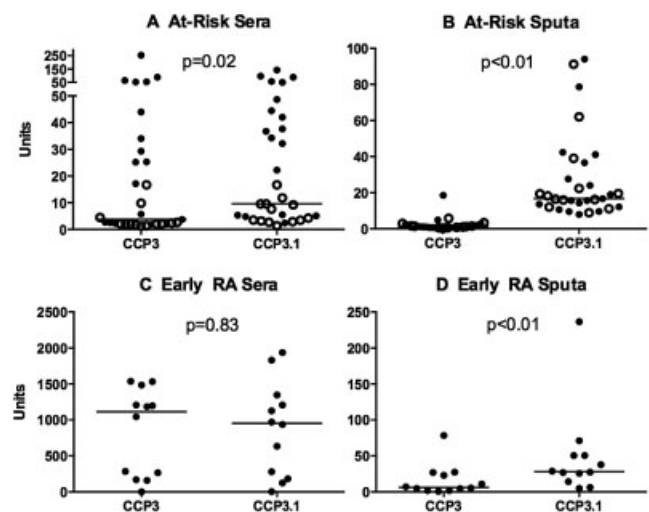 A At-Risk Sera
B At-Risk Sputa
p=0.02
p<0.01
Units
250
150
50
50
40
30
20
10
0
100
80
60
40
20
0
CCP3
CCP3.1
CCP3
CCP3.1
C Early RA Sera
D Early RA Sputa
p=0.83
p<0.01
Units
2500
2000
1500
1000
500
0
250
200
150
100
50
0
CCP3
CCP3.1
CCP3
CCP3.1